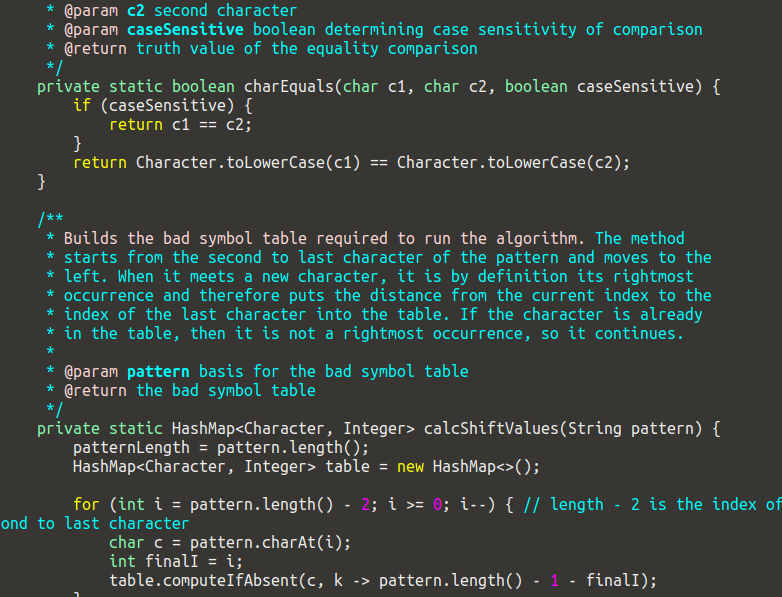 * @param c2 second character
     * @param caseSensitive boolean determining case sensitivity of comparison
     * @return truth value of the equality comparison
     */
    private static boolean charEquals(char c1, char c2, boolean caseSensitive) {
        if (caseSensitive) {
            return c1 == c2;
        }
        return Character.toLowerCase(c1) == Character.toLowerCase(c2);
    }

    /**
     * Builds the bad symbol table required to run the algorithm. The method
     * starts from the second to last character of the pattern and moves to the
     * left. When it meets a new character, it is by definition its rightmost
     * occurrence and therefore puts the distance from the current index to the
     * index of the last character into the table. If the character is already
     * in the table, then it is not a rightmost occurrence, so it continues.
     *
     * @param pattern basis for the bad symbol table
     * @return the bad symbol table
     */
    private static HashMap<Character, Integer> calcShiftValues(String pattern) {
        patternLength = pattern.length();
        HashMap<Character, Integer> table = new HashMap<>();

        for (int i = pattern.length() - 2; i >= 0; i--) { // length - 2 is the index of
ond to last character
            char c = pattern.charAt(i);
            int finalI = i;
            table.computeIfAbsent(c, k -> pattern.length() - 1 - finalI);
        }